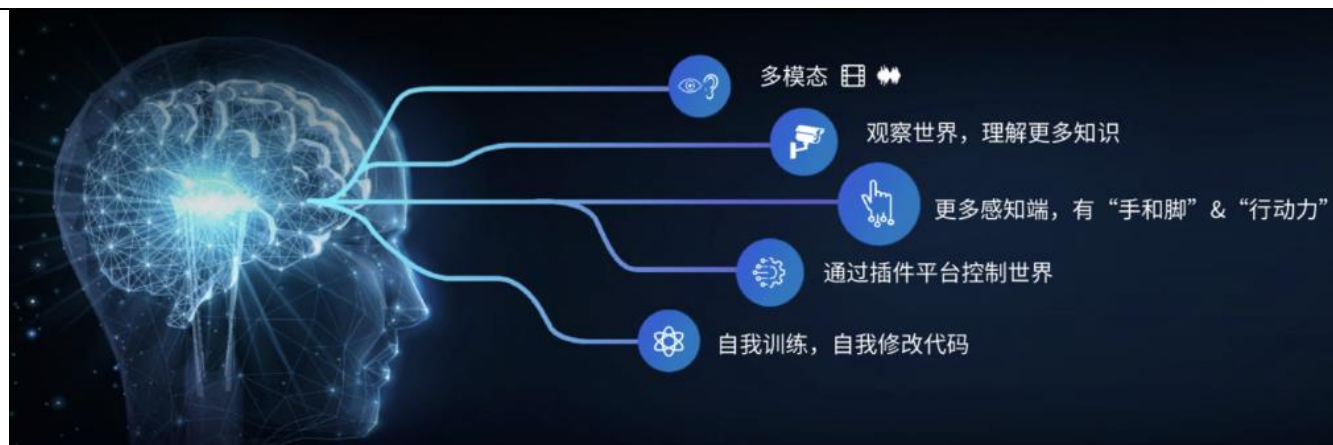 多模态
观察世界，理解更多知识
更多感知端，有“手和脚”&“行动力”
通过插件平台控制世界
自我训练，自我修改代码